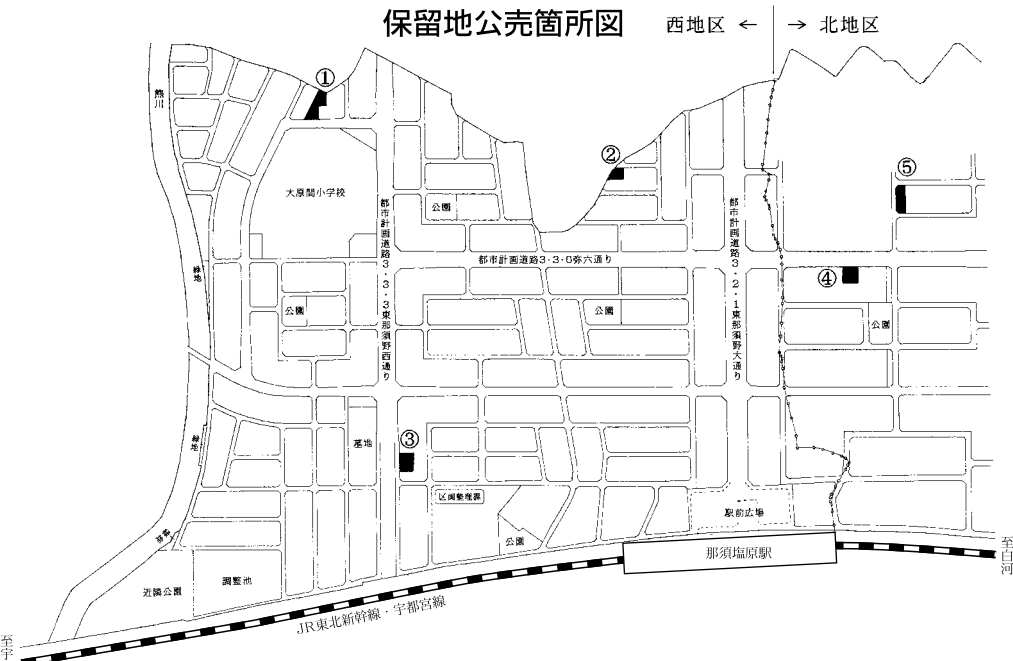 保留地公売箇所図
西地区 ← → 北地区
熊川
①
②
⑤
大原間小学校
公園
都市計画道路3・3・3東那須野西通り
都市計画道路3・2・1東那須野大通り
都市計画道路3・3・6弥六通り
緑地
④
公園
公園
公園
緑地
墓地
③
区画整理課
駅前広場
緑地
公園
那須塩原駅
至白河
近隣公園
調整池
JR東北新幹線・宇都宮線
至宇